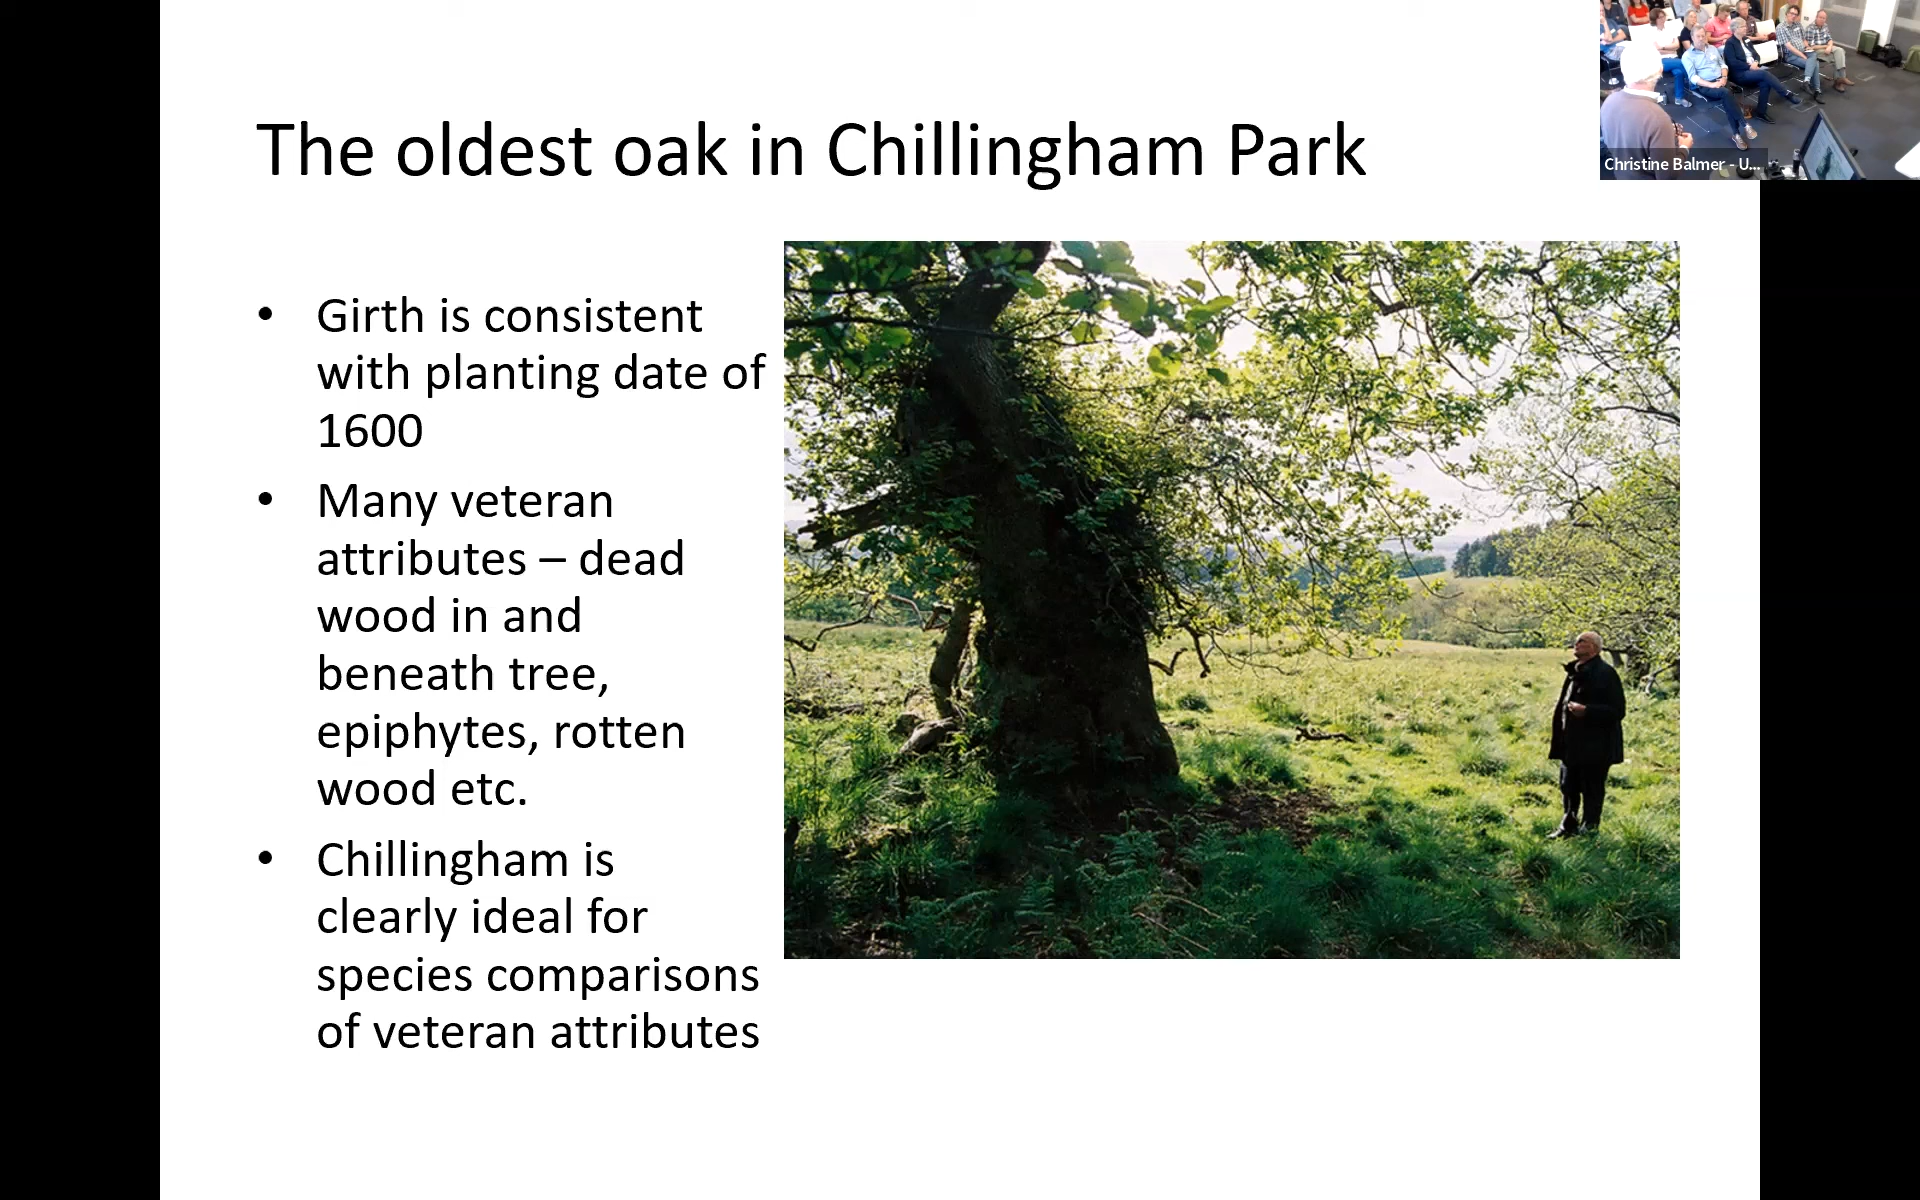 The oldest oak in Chillingham Park
Christine Balmer - U...
• Girth is consistent
with planting date of
1600
• Many veteran
attributes – dead
wood in and
beneath tree,
epiphytes, rotten
wood etc.
• Chillingham is
clearly ideal for
species comparisons
of veteran attributes